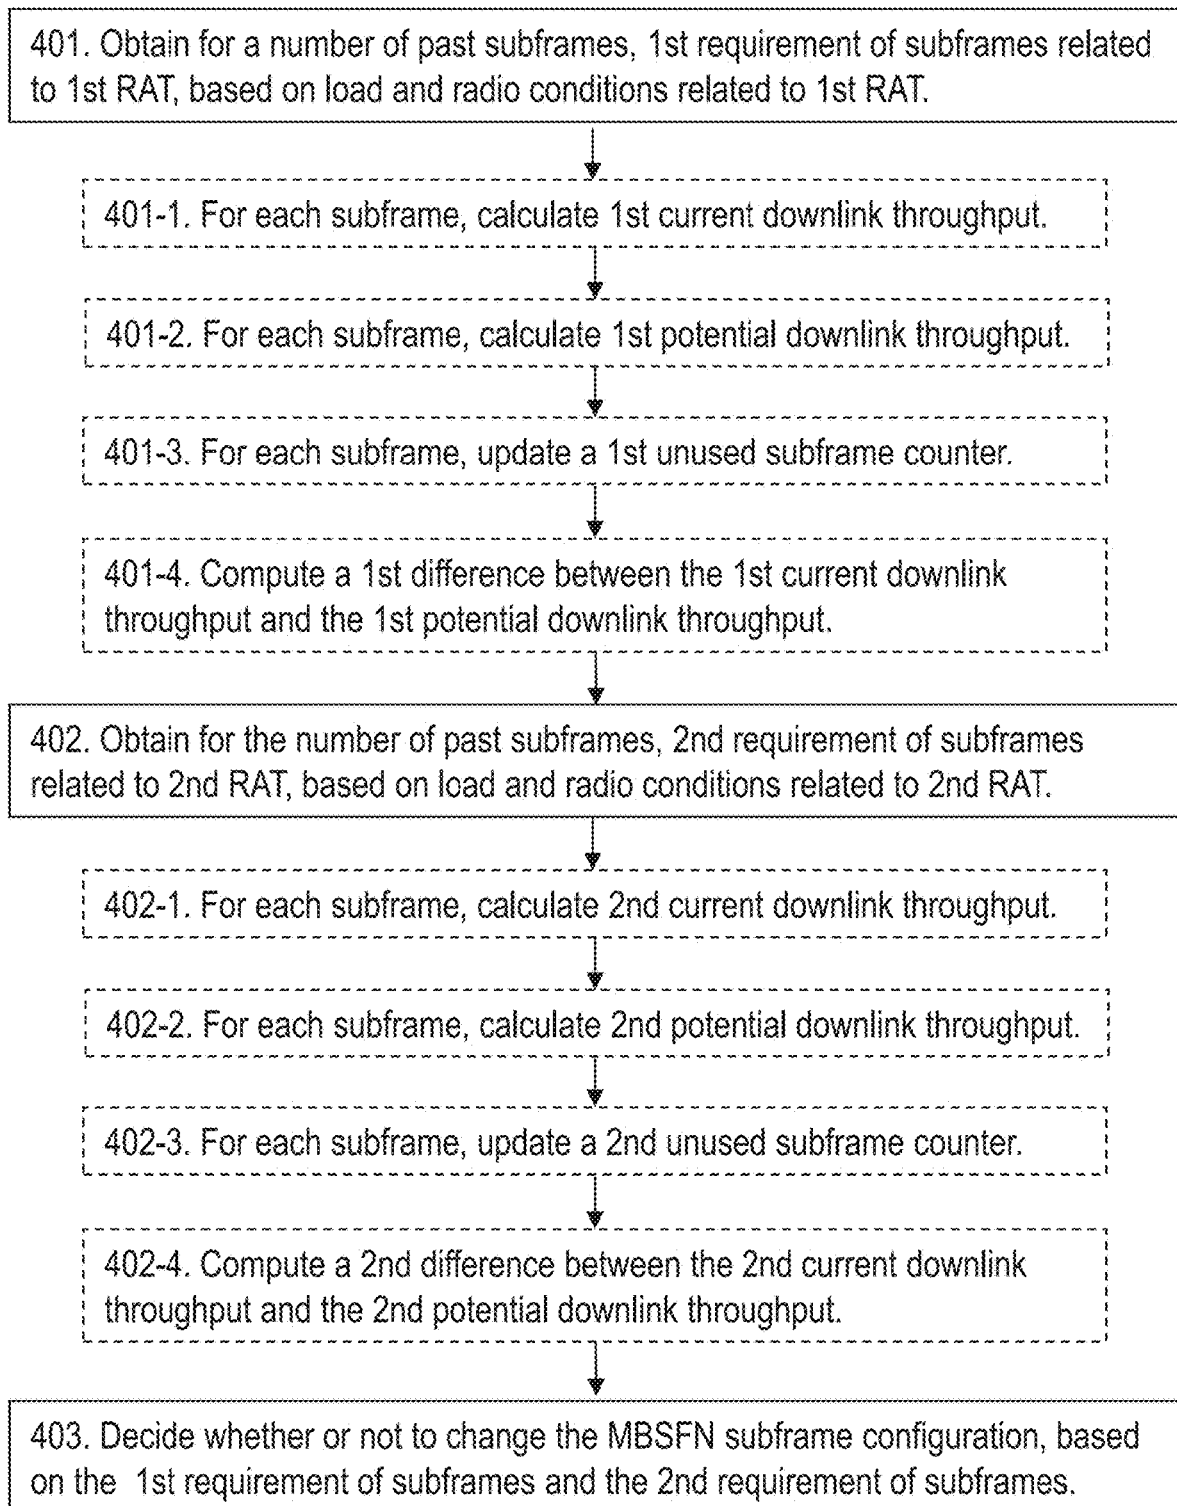 401. Obtain for a number of past subframes, 1st requirement of subframes related
to 1st RAT, based on load and radio conditions related to 1st RAT.
401-1. For each subframe, calculate 1st current downlink throughput.
401-2. For each subframe, calculate 1st potential downlink throughput.
401-3. For each subframe, update a 1st unused subframe counter.
401-4. Compute a 1st difference between the 1st current downlink
throughput and the 1st potential downlink throughput.
402. Obtain for the number of past subframes, 2nd requirement of subframes
related to 2nd RAT, based on load and radio conditions related to 2nd RAT.
402-1. For each subframe, calculate 2nd current downlink throughput.
402-2. For each subframe, calculate 2nd potential downlink throughput.
402-3. For each subframe, update a 2nd unused subframe counter.
402-4. Compute a 2nd difference between the 2nd current downlink
throughput and the 2nd potential downlink throughput.
403. Decide whether or not to change the MBSFN subframe configuration, based
on the 1st requirement of subframes and the 2nd requirement of subframes.